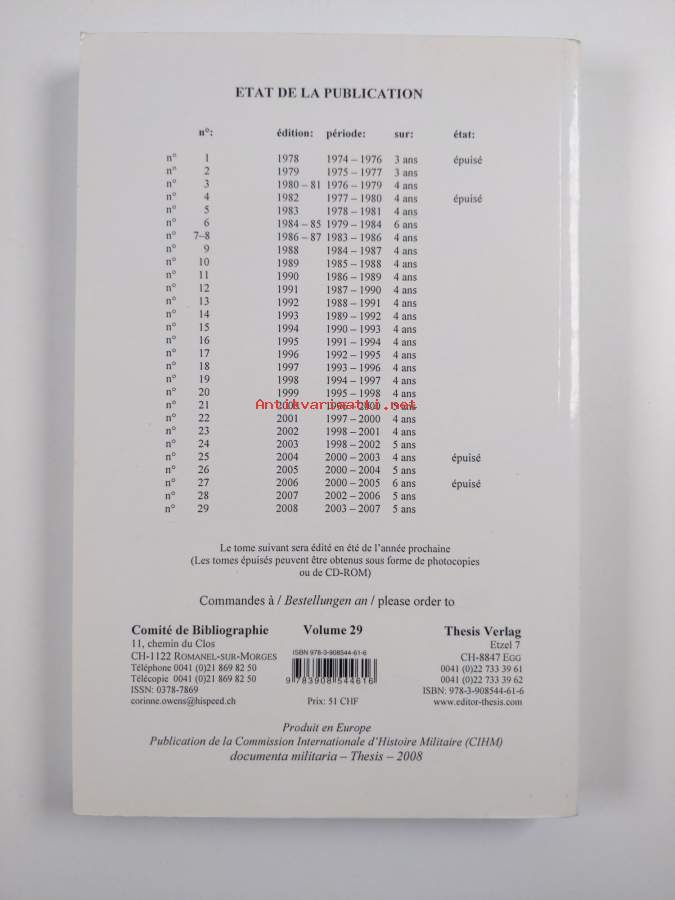 ETAT DE LA PUBLICATION
n°: édition: période: sur: état:
n° 1 1978 1974 – 1976 3 ans épuisé
n° 2 1979 1975 – 1977 3 ans
n° 3 1980 – 81 1976 – 1979 4 ans
n° 4 1982 1977 – 1980 4 ans épuisé
n° 5 1983 1978 – 1981 4 ans
n° 6 1984 – 85 1979 – 1984 6 ans
n° 7–8 1986 – 87 1983 – 1986 4 ans
n° 9 1988 1984 – 1987 4 ans
n° 10 1989 1985 – 1988 4 ans
n° 11 1990 1986 – 1989 4 ans
n° 12 1991 1987 – 1990 4 ans
n° 13 1992 1988 – 1991 4 ans
n° 14 1993 1989 – 1992 4 ans
n° 15 1994 1990 – 1993 4 ans
n° 16 1995 1991 – 1994 4 ans
n° 17 1996 1992 – 1995 4 ans
n° 18 1997 1993 – 1996 4 ans
n° 19 1998 1994 – 1997 4 ans
n° 20 1999 1995 – 1998 4 ans
n° 21 4 ans
Antikvariaatti.net
n° 22 2001 1997 – 2000 4 ans
n° 23 2002 1998 – 2001 4 ans
n° 24 2003 1998 – 2002 5 ans
n° 25 2004 2000 – 2003 4 ans épuisé
n° 26 2005 2000 – 2004 5 ans
n° 27 2006 2000 – 2005 6 ans épuisé
n° 28 2007 2002 – 2006 5 ans
n° 29 2008 2003 – 2007 5 ans
Le tome suivant sera édité en été de l'année prochaine
(Les tomes épuisés peuvent être obtenus sous forme de photocopies
ou de CD-ROM)
Commandes à / Bestellungen an / please order to
Comité de Bibliographie
11, chemin du Clos
CH-1122 ROMANEL-SUR-MORGES
Téléphone 0041 (0)21 869 82 50
Télécopie 0041 (0)21 869 82 50
ISSN: 0378-7869
corinne.owens@hispeed.ch
Volume 29
ISBN 978-3-908544-61-6
9 783908 544616
Prix: 51 CHF
Thesis Verlag
Etzel 7
CH-8847 EGG
0041 (0)22 733 39 61
0041 (0)22 733 39 62
ISBN: 978-3-908544-61-6
www.editor-thesis.com
Produit en Europe
Publication de la Commission Internationale d'Histoire Militaire (CIHM)
documenta militaria – Thesis – 2008